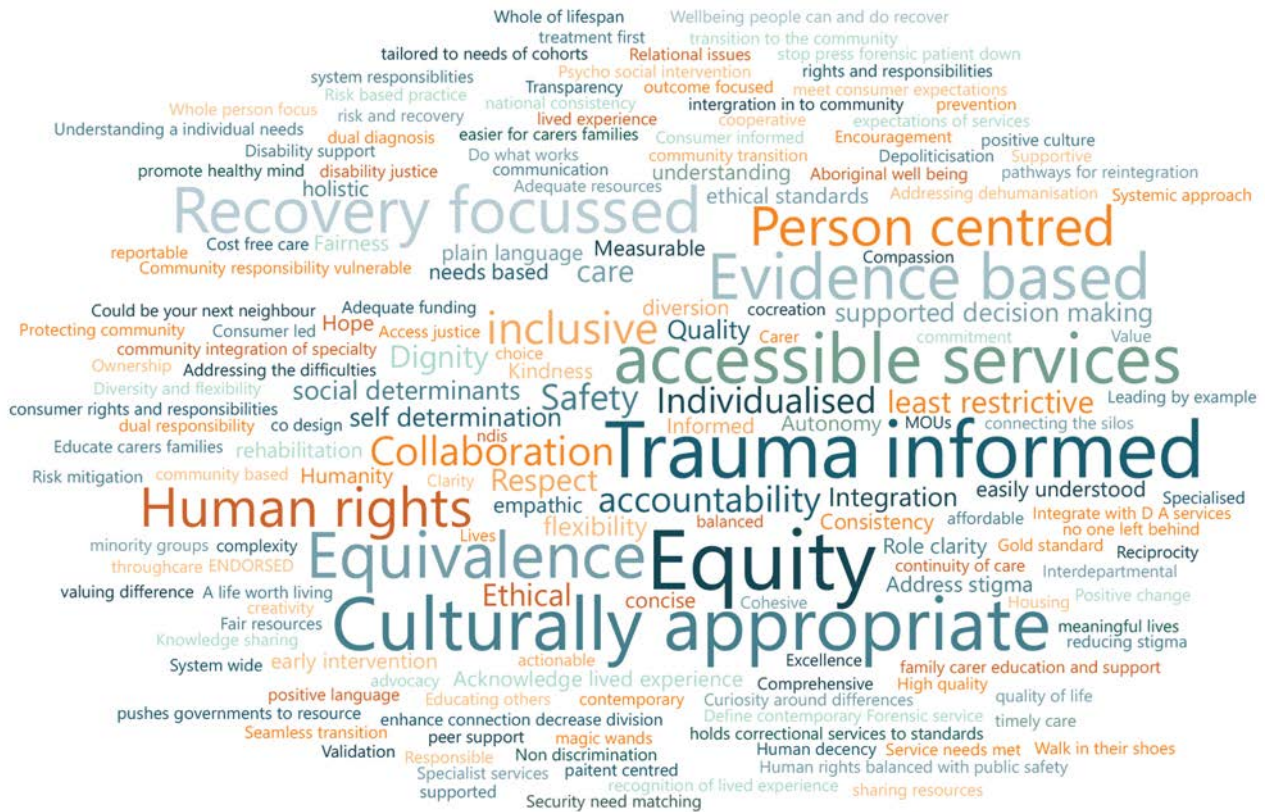 Whole of lifespan Wellbeing people can and do recover
treatment first transition to the community
tailored to needs of cohorts Relational issues stop press forensic patient down
system responsiblities Psycho social intervention rights and responsibilities
Risk based practice Transparency outcome focused meet consumer expectations
Whole person focus national consistency intergration in to community prevention
risk and recovery lived experience cooperative expectations of services
Understanding a individual needs dual diagnosis easier for carers families Consumer informed Encouragement positive culture
Disability support Do what works community transition Depoliticisation Supportive
promote healthy mind disability justice communication understanding Aboriginal well being pathways for reintegration
holistic Adequate resources ethical standards Addressing dehumanisation Systemic approach
Recovery focussed Person centred
reportable Cost free care Fairness plain language Measurable Compassion
Community responsibility vulnerable needs based care Evidence based
Could be your next neighbour Adequate funding diversion cocreation supported decision making
Protecting community Consumer led Hope Access justice inclusive Quality Carer commitment Value
community integration of specialty Dignity choice accessible services
Ownership Addressing the difficulties Kindness
Diversity and flexibility social determinants Safety Individualised least restrictive Leading by example
consumer rights and responsibilities self determination
dual responsibility co design ndis Informed Autonomy MOUs connecting the silos
Educate carers families rehabilitation Collaboration Trauma informed
Risk mitigation community based Humanity Clarity Respect
Human rights empathic accountability Integration easily understood Specialised
flexibility balanced Consistency affordable Integrate with D A services
Lives no one left behind
minority groups complexity Equivalence Equity Role clarity Gold standard Reciprocity
throughcare ENDORSED continuity of care Interdepartmental
valuing difference A life worth living Ethical concise Cohesive Address stigma Housing Positive change
creativity
Fair resources Culturally appropriate meaningful lives
Knowledge sharing reducing stigma
System wide early intervention actionable Excellence family carer education and support
advocacy Acknowledge lived experience Comprehensive High quality
positive language Educating others contemporary Curiosity around differences quality of life
pushes governments to resource enhance connection decrease division Define contemporary Forensic service timely care
Seamless transition peer support magic wands holds correctional services to standards
Validation Responsible Non discrimination Human decency Service needs met Walk in their shoes
Specialist services paitent centred Human rights balanced with public safety
supported recognition of lived experience sharing resources
Security need matching